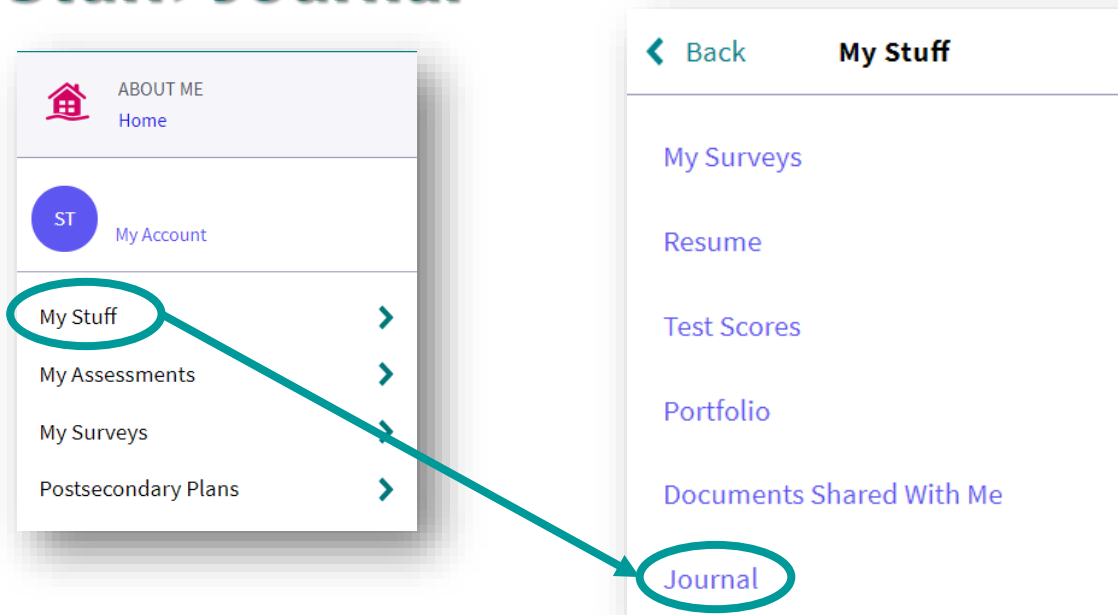 ABOUT ME
Home
ST
My Account
My Stuff
My Assessments
My Surveys
Postsecondary Plans
Back My Stuff
My Surveys
Resume
Test Scores
Portfolio
Documents Shared With Me
Journal